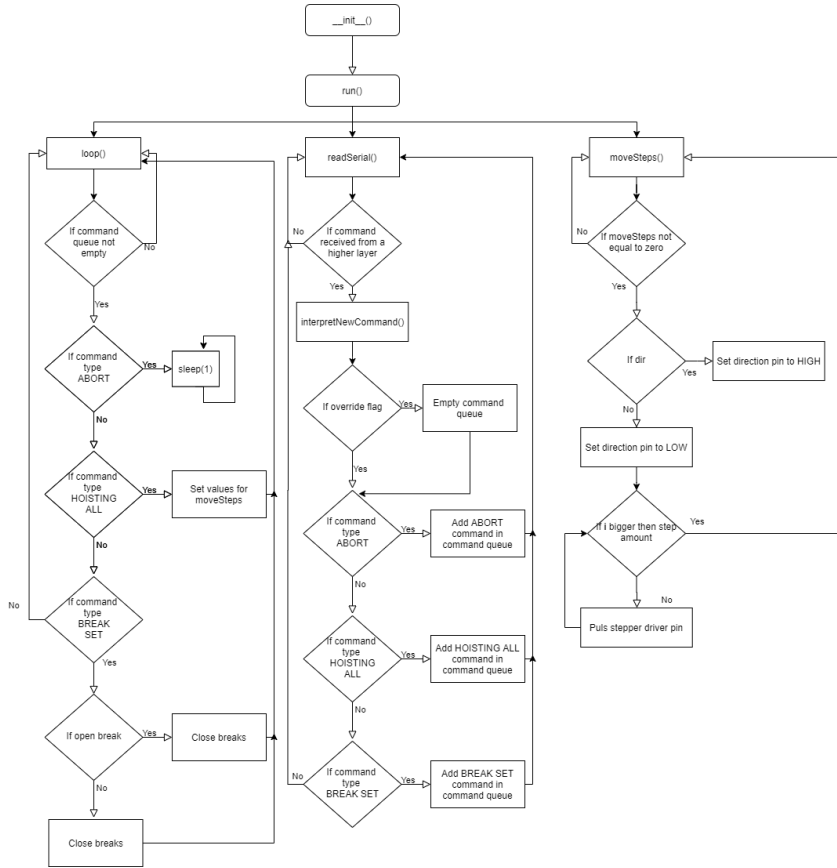 __init__()
run()
loop()
readSerial()
moveSteps()
If command
queue not
empty
No
Yes
If command
type
ABORT
Yes
sleep(1)
No
If command
type
HOISTING
ALL
Yes
Set values for
moveSteps
No
If command
type
BREAK
SET
No
Yes
If open break
Yes
Close breaks
No
Close breaks
If command
received from a
higher layer
No
Yes
interpretNewCommand()
If override flag
Yes
Empty command
queue
Yes
If command
type
ABORT
Yes
Add ABORT
command in
command queue
No
If command
type
HOISTING
ALL
Yes
Add HOISTING ALL
command in
command queue
No
If command
type
BREAK SET
No
Yes
Add BREAK SET
command in
command queue
If moveSteps not
equal to zero
No
Yes
If dir
Yes
Set direction pin to HIGH
No
Set direction pin to LOW
If i bigger then step
amount
Yes
No
Puls stepper driver pin